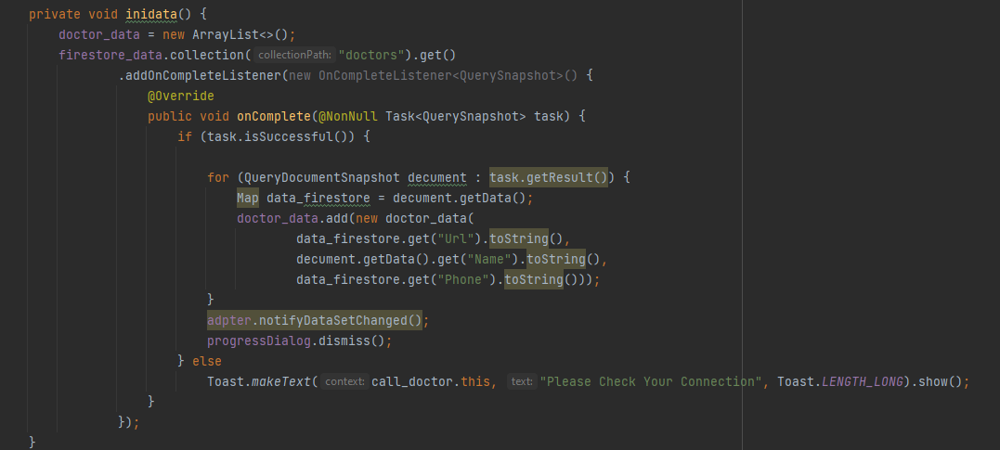 private void inidata() {
doctor_data = new ArrayList<>();
firestore_data.collection( collectionPath: "doctors").get()
.addOnCompleteListener(new OnCompleteListener<QuerySnapshot>() {
@Override
public void onComplete(@NonNull Task<QuerySnapshot> task) {
if (task.isSuccessful()) {
for (QueryDocumentSnapshot decument : task.getResult()) {
Map data_firestore = decument.getData();
doctor_data.add(new doctor_data(
data_firestore.get("Url").toString(),
decument.getData().get("Name").toString(),
data_firestore.get("Phone").toString()));
}
adpter.notifyDataSetChanged();
progressDialog.dismiss();
} else
Toast.makeText( context: call_doctor.this, text: "Please Check Your Connection", Toast.LENGTH_LONG).show();
}
});
}